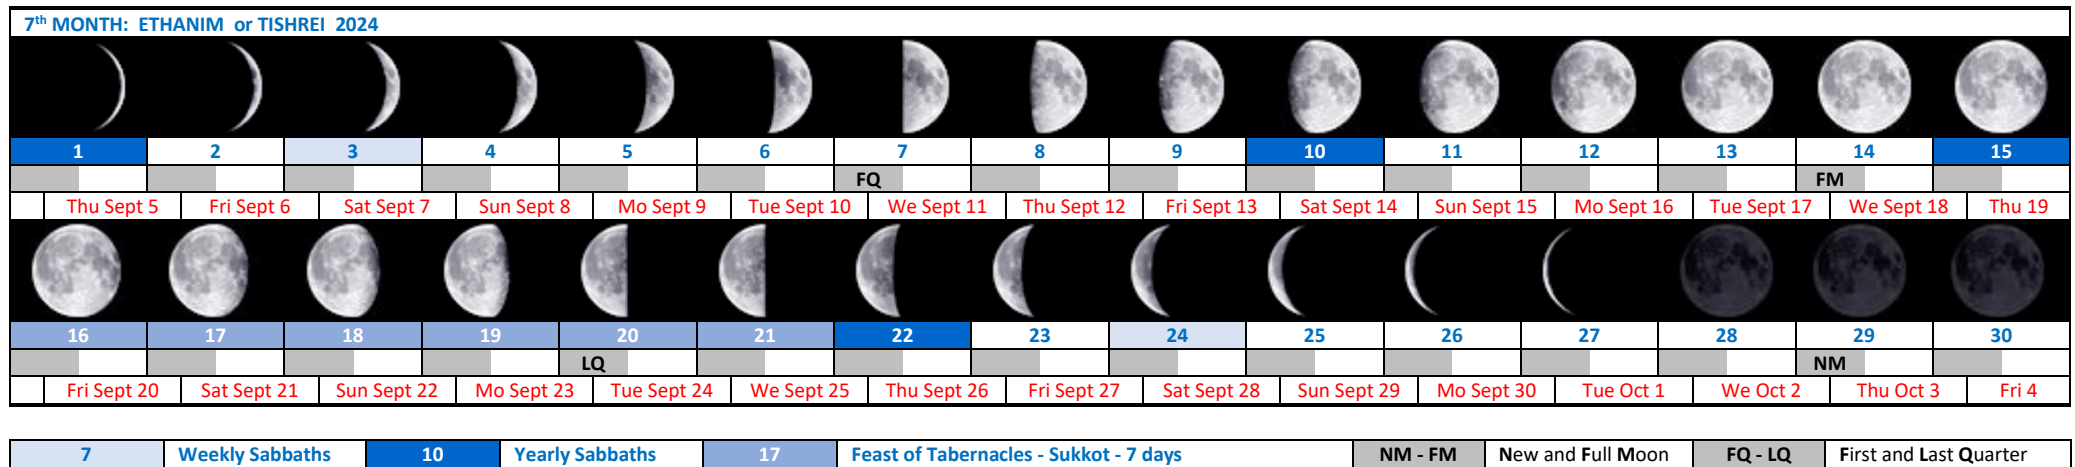 7th MONTH: ETHANIM or TISHREI 2024
1 2 3 4 5 6 7 8 9 10 11 12 13 14 15
FQ FM
Thu Sept 5 Fri Sept 6 Sat Sept 7 Sun Sept 8 Mo Sept 9 Tue Sept 10 We Sept 11 Thu Sept 12 Fri Sept 13 Sat Sept 14 Sun Sept 15 Mo Sept 16 Tue Sept 17 We Sept 18 Thu 19
16 17 18 19 20 21 22 23 24 25 26 27 28 29 30
LQ NM
Fri Sept 20 Sat Sept 21 Sun Sept 22 Mo Sept 23 Tue Sept 24 We Sept 25 Thu Sept 26 Fri Sept 27 Sat Sept 28 Sun Sept 29 Mo Sept 30 Tue Oct 1 We Oct 2 Thu Oct 3 Fri 4
7 Weekly Sabbaths 10 Yearly Sabbaths 17 Feast of Tabernacles - Sukkot - 7 days NM - FM New and Full Moon FQ - LQ First and Last Quarter